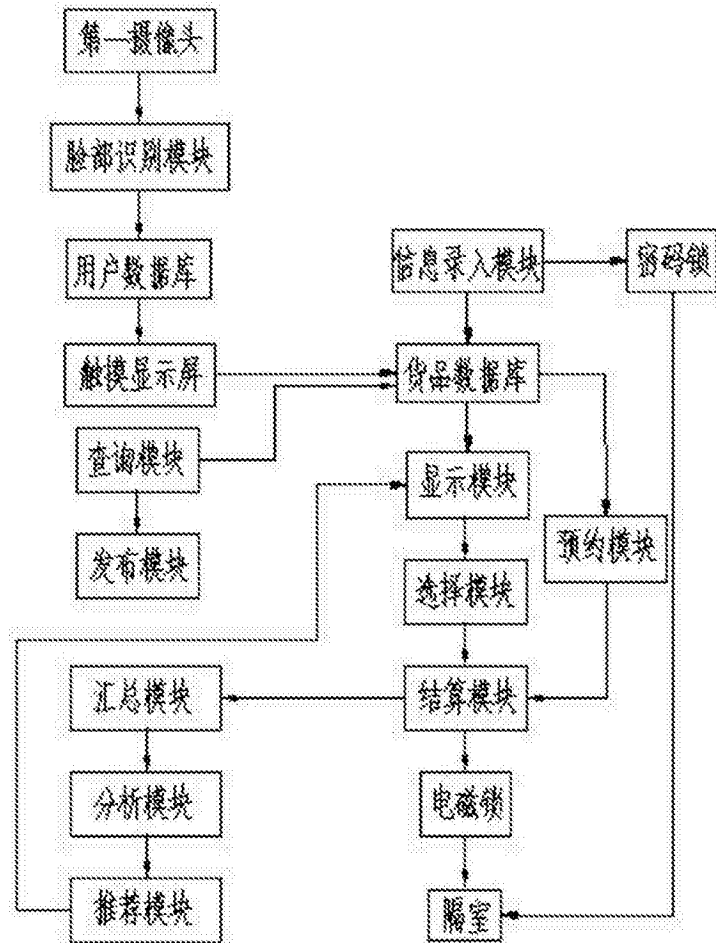 第一摄像头
脸部识别模块
用户数据库
信息录入模块
密码锁
触摸显示屏
货品数据库
查询模块
显示模块
发布模块
预约模块
选择模块
汇总模块
结算模块
分析模块
电磁锁
推荐模块
隔室